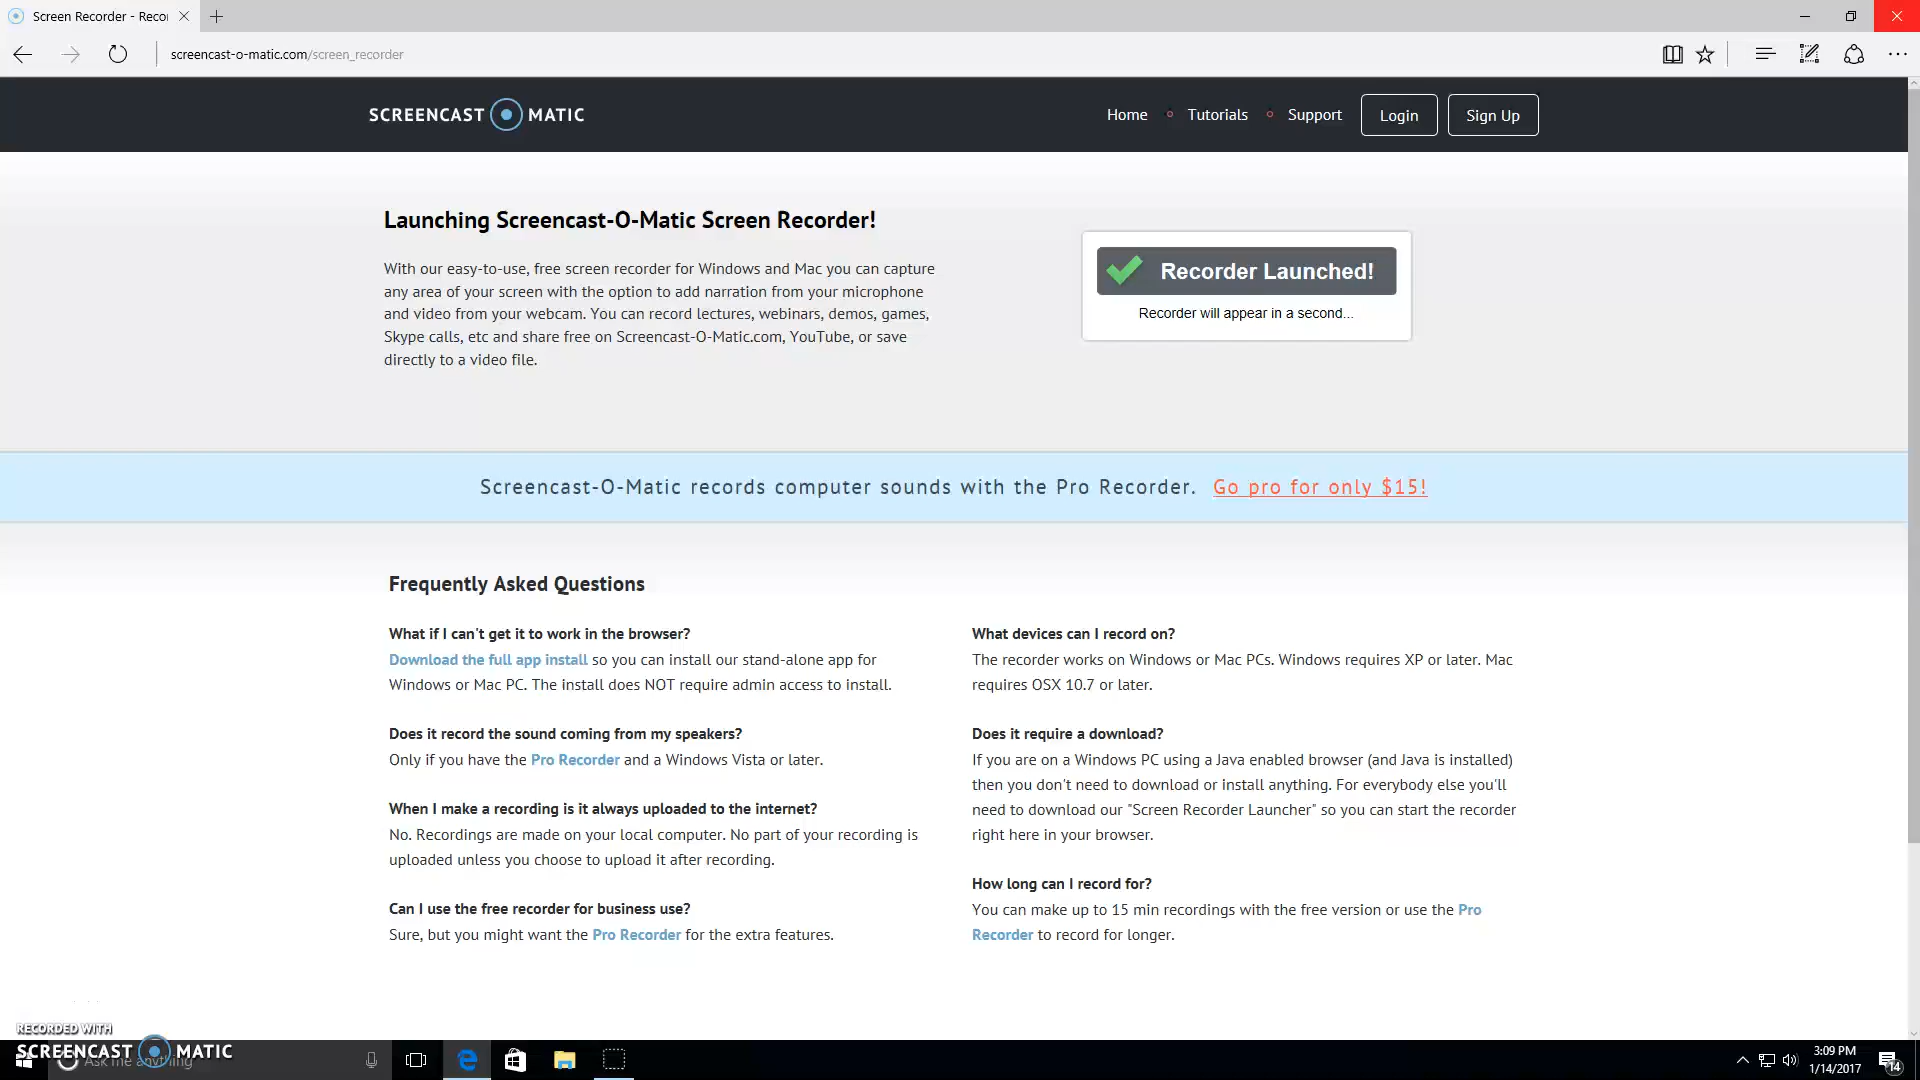 Screen Recorder - Reco
screencast-o-matic.com/screen_recorder
SCREENCAST MATIC
Home Tutorials Support Login Sign Up
Launching Screencast-O-Matic Screen Recorder!
With our easy-to-use, free screen recorder for Windows and Mac you can capture
any area of your screen with the option to add narration from your microphone
and video from your webcam. You can record lectures, webinars, demos, games,
Skype calls, etc and share free on Screencast-O-Matic.com, YouTube, or save
directly to a video file.
Recorder Launched!
Recorder will appear in a second...
Screencast-O-Matic records computer sounds with the Pro Recorder. Go pro for only $15!
Frequently Asked Questions
What if I can't get it to work in the browser?
Download the full app install so you can install our stand-alone app for
Windows or Mac PC. The install does NOT require admin access to install.
Does it record the sound coming from my speakers?
Only if you have the Pro Recorder and a Windows Vista or later.
When I make a recording is it always uploaded to the internet?
No. Recordings are made on your local computer. No part of your recording is
uploaded unless you choose to upload it after recording.
Can I use the free recorder for business use?
Sure, but you might want the Pro Recorder for the extra features.
What devices can I record on?
The recorder works on Windows or Mac PCs. Windows requires XP or later. Mac
requires OSX 10.7 or later.
Does it require a download?
If you are on a Windows PC using a Java enabled browser (and Java is installed)
then you don't need to download or install anything. For everybody else you'll
need to download our "Screen Recorder Launcher" so you can start the recorder
right here in your browser.
How long can I record for?
You can make up to 15 min recordings with the free version or use the Pro
Recorder to record for longer.
RECORDED WITH
SCREENCAST MATIC
Ask me anything
3:09 PM
1/14/2017
14